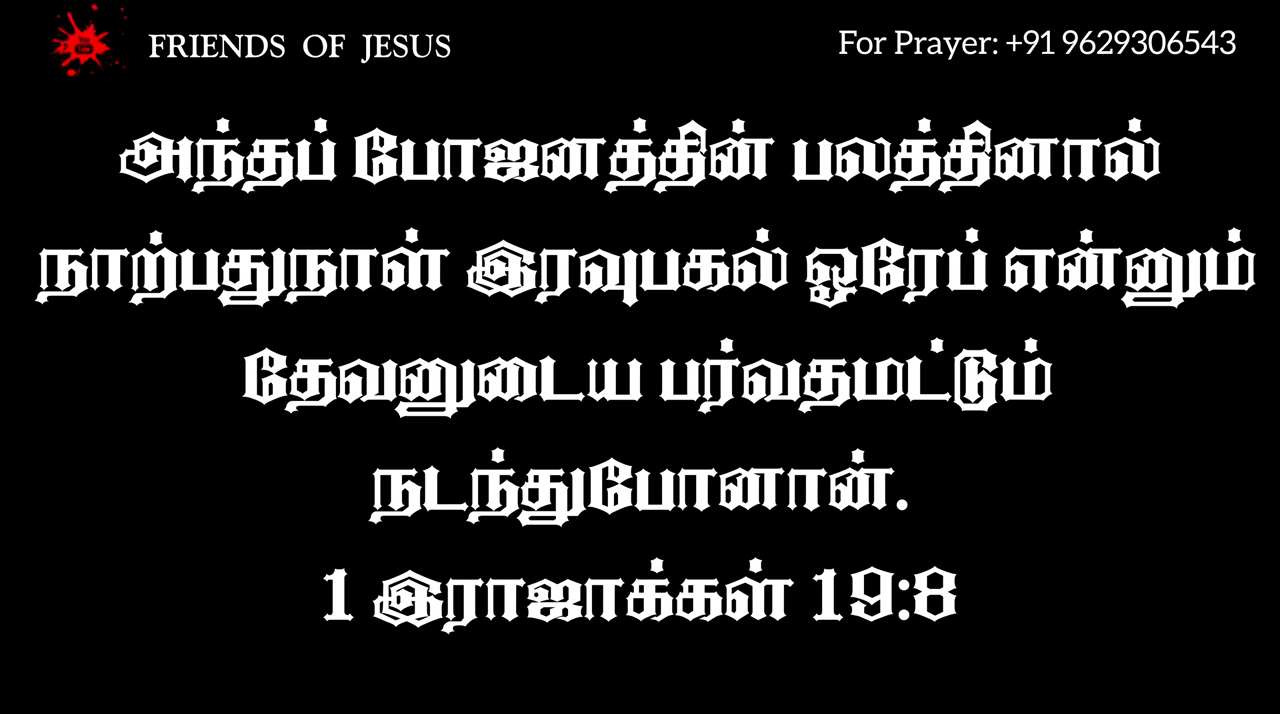 FRIENDS OF JESUS
For Prayer: +91 9629306543
அந்தப் போஜனத்தின் பலத்தினால்
நாற்பதுநாள் இரவுபகல் ஓரேப் என்னும்
தேவனுடைய பர்வதமட்டும்
நடந்துபோனான்.
1 இராஜாக்கள் 19:8